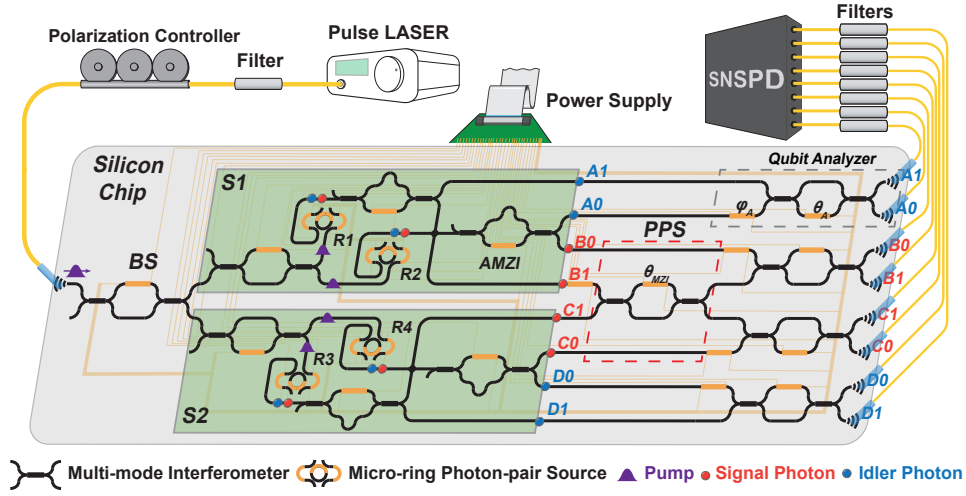 Polarization Controller
Filter
Pulse LASER
Power Supply
Filters
SNSPD
Silicon
Chip
BS
S1
R1
R2
AMZI
S2
R3
R4
PPS
θMZI
Qubit Analyzer
φA
θA
A1
A0
B0
B1
C1
C0
D0
D1
A1
A0
B0
B1
C1
C0
D0
D1
Multi-mode Interferometer
Micro-ring Photon-pair Source
Pump
Signal Photon
Idler Photon